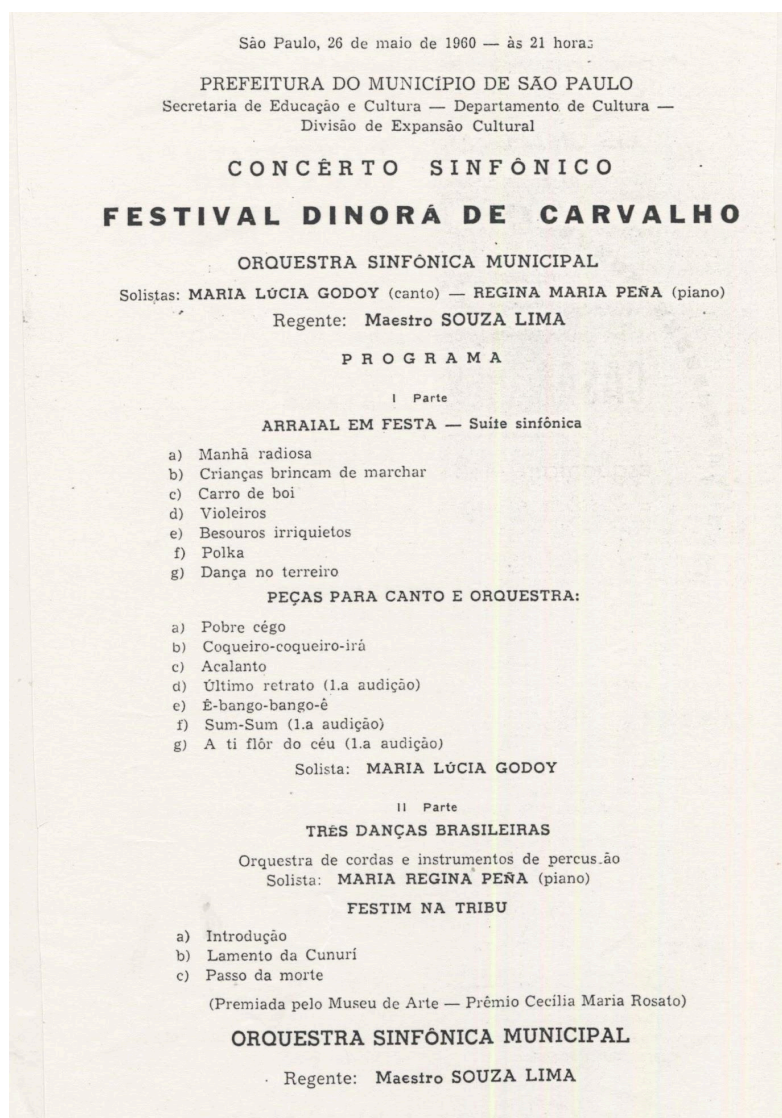 São Paulo, 26 de maio de 1960 — às 21 horas
PREFEITURA DO MUNICÍPIO DE SÃO PAULO
Secretaria de Educação e Cultura — Departamento de Cultura —
Divisão de Expansão Cultural
CONCÊRTO SINFÔNICO
FESTIVAL DINORÁ DE CARVALHO
ORQUESTRA SINFÔNICA MUNICIPAL
Solistas: MARIA LÚCIA GODOY (canto) — REGINA MARIA PEÑA (piano)
Regente: Maestro SOUZA LIMA
PROGRAMA
I Parte
ARRAIAL EM FESTA — Suíte sinfônica
a) Manhã radiosa
b) Crianças brincam de marchar
c) Carro de boi
d) Violeiros
e) Besouros irriquietos
f) Polka
g) Dança no terreiro
PEÇAS PARA CANTO E ORQUESTRA:
a) Pobre cégo
b) Coqueiro-coqueiro-irá
c) Acalanto
d) Último retrato (1.a audição)
e) Ê-bango-bango-ê
f) Sum-Sum (1.a audição)
g) A ti flôr do céu (1.a audição)
Solista: MARIA LÚCIA GODOY
II Parte
TRÊS DANÇAS BRASILEIRAS
Orquestra de cordas e instrumentos de percussão
Solista: MARIA REGINA PEÑA (piano)
FESTIM NA TRIBU
a) Introdução
b) Lamento da Cunurí
c) Passo da morte
(Premiada pelo Museu de Arte — Prêmio Cecília Maria Rosato)
ORQUESTRA SINFÔNICA MUNICIPAL
Regente: Maestro SOUZA LIMA